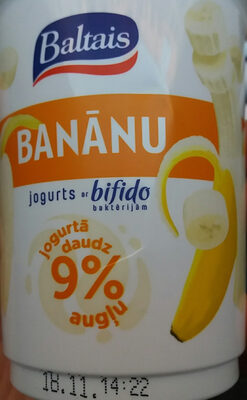 Baltais
BANĀNU
jogurts ar bifido
baktērijām
jogurtā
daudz
9%
augļu
18.11. 14:22